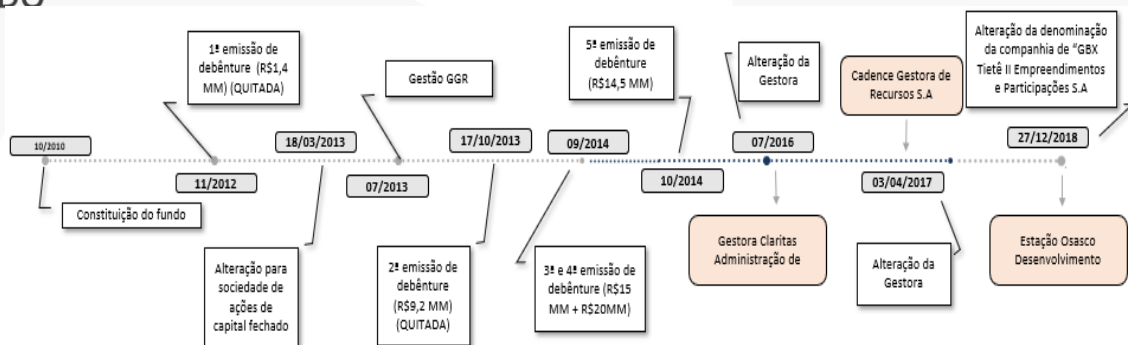 1ª emissão de
debênture (R$1,4
MM) (QUITADA)
Gestão GGR
5ª emissão de
debênture
(R$14,5 MM)
Alteração da
Gestora
Cadence Gestora de
Recursos S.A
Alteração da denominação
da companhia de "GBX
Tietê II Empreendimentos
e Participações S.A
10/2010
18/03/2013
17/10/2013
09/2014
07/2016
27/12/2018
11/2012
07/2013
10/2014
03/04/2017
Constituição do fundo
Alteração para
sociedade de
ações de
capital fechado
2ª emissão de
debênture
(R$9,2 MM)
(QUITADA)
3ª e 4ª emissão de
debênture (R$15
MM + R$20MM)
Gestora Claritas
Administração de
Alteração da
Gestora
Estação Osasco
Desenvolvimento